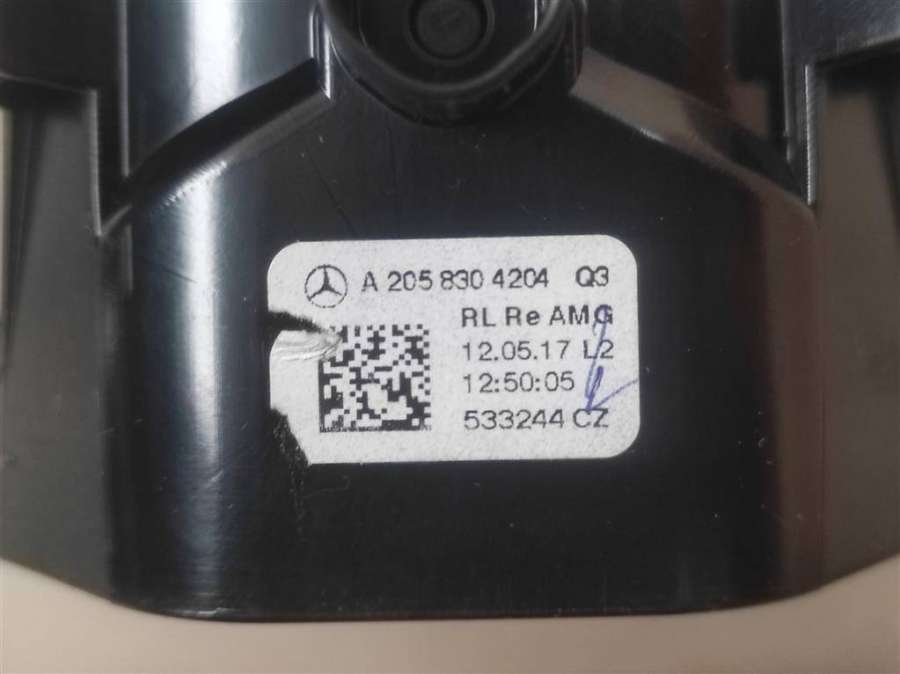 A 205 830 4204 Q3
RL Re AMG
12.05.17 L2
12:50:05
533244 CZ